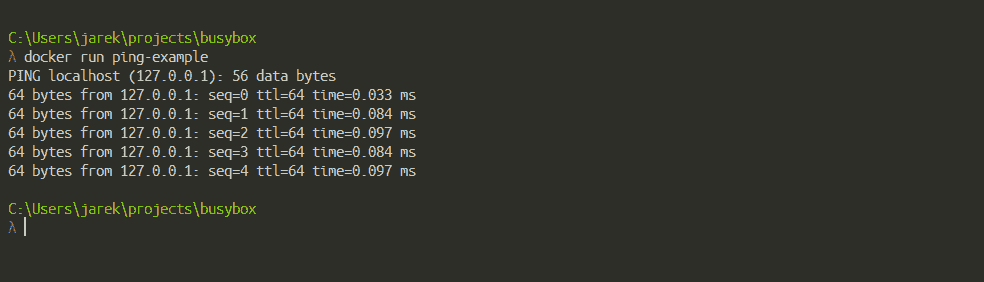 C:\Users\jarek\projects\busybox
λ docker run ping-example
PING localhost (127.0.0.1): 56 data bytes
64 bytes from 127.0.0.1: seq=0 ttl=64 time=0.033 ms
64 bytes from 127.0.0.1: seq=1 ttl=64 time=0.084 ms
64 bytes from 127.0.0.1: seq=2 ttl=64 time=0.097 ms
64 bytes from 127.0.0.1: seq=3 ttl=64 time=0.084 ms
64 bytes from 127.0.0.1: seq=4 ttl=64 time=0.097 ms
C:\Users\jarek\projects\busybox
λ